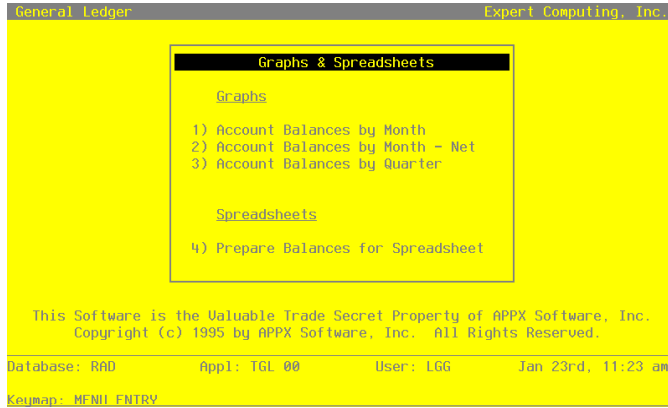 General Ledger Expert Computing, Inc.
Graphs & Spreadsheets
Graphs
1) Account Balances by Month
2) Account Balances by Month - Net
3) Account Balances by Quarter
Spreadsheets
4) Prepare Balances for Spreadsheet
This Software is the Valuable Trade Secret Property of APPX Software, Inc.
Copyright (c) 1995 by APPX Software, Inc. All Rights Reserved.
Database: RAD Appl: TGL 00 User: LGG Jan 23rd, 11:23 am
Keymap: MENU ENTRY